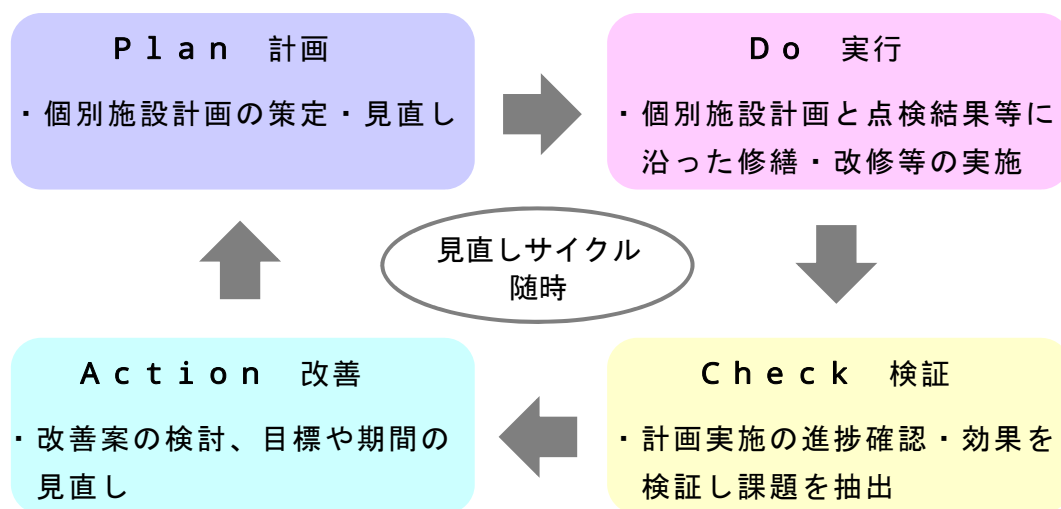 Ｐｌａｎ　計画
・個別施設計画の策定・見直し
Ｄｏ　実行
・個別施設計画と点検結果等に
沿った修繕・改修等の実施
見直しサイクル
随時
Ａｃｔｉｏｎ　改善
・改善案の検討、目標や期間の
見直し
Ｃｈｅｃｋ　検証
・計画実施の進捗確認・効果を
検証し課題を抽出